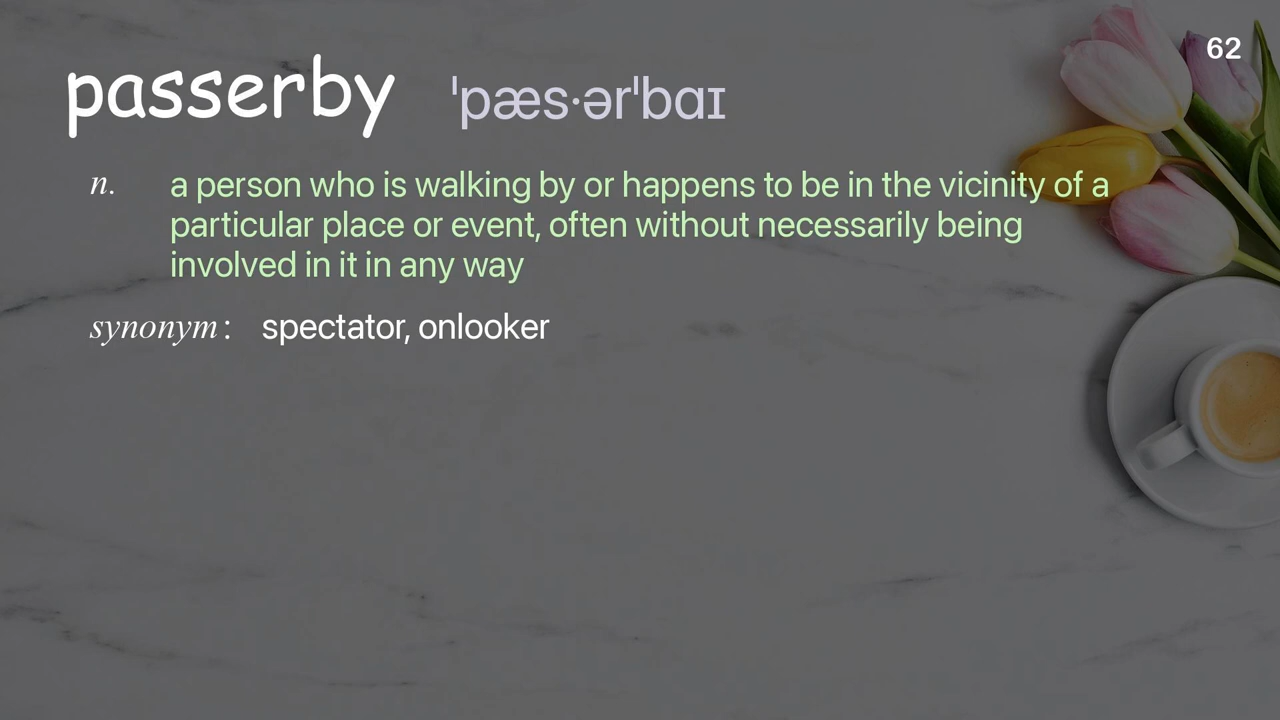 62
passerby ˈpæs·ərˈbɑɪ
n. a person who is walking by or happens to be in the vicinity of a
particular place or event, often without necessarily being
involved in it in any way
synonym : spectator, onlooker